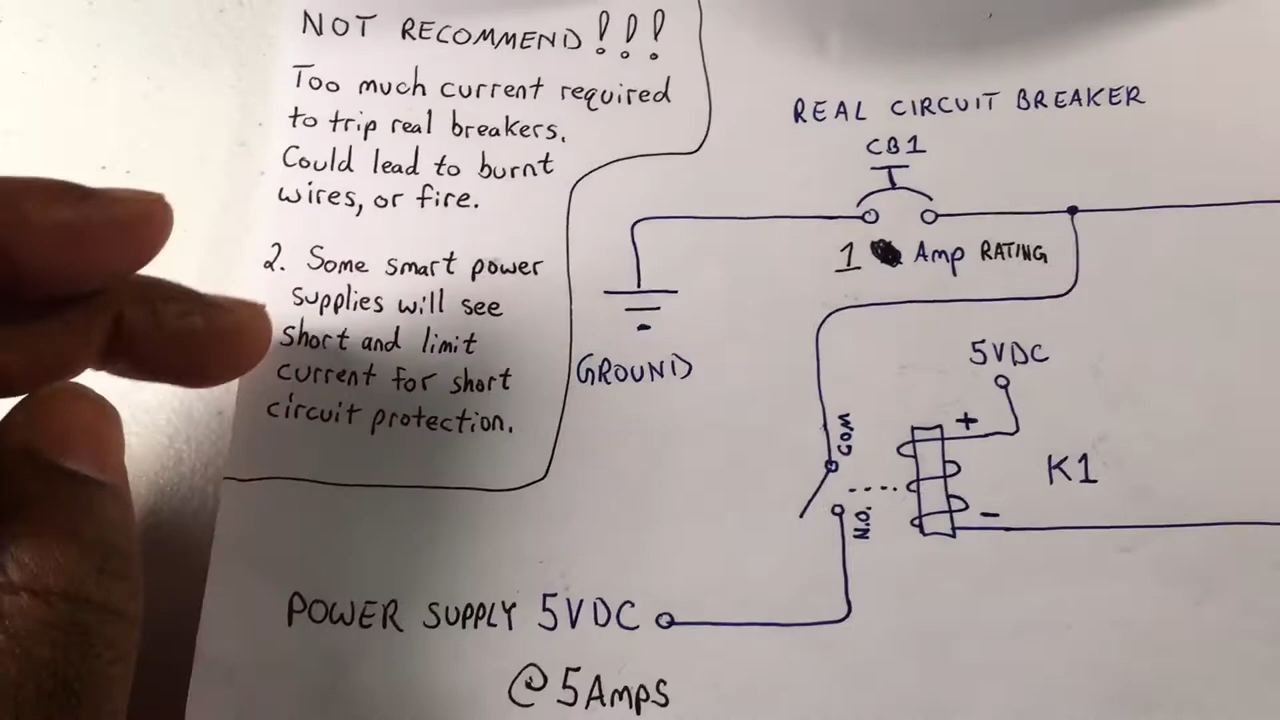 NOT RECOMMEND!!!
Too much current required
to trip real breakers.
Could lead to burnt
wires, or fire.
2. Some smart power
supplies will see
short and limit
current for short
circuit protection.
REAL CIRCUIT BREAKER
CB1
1 Amp RATING
GROUND
5VDC
+
COM
K1
N.O.
-
POWER SUPPLY 5VDC
@5Amps